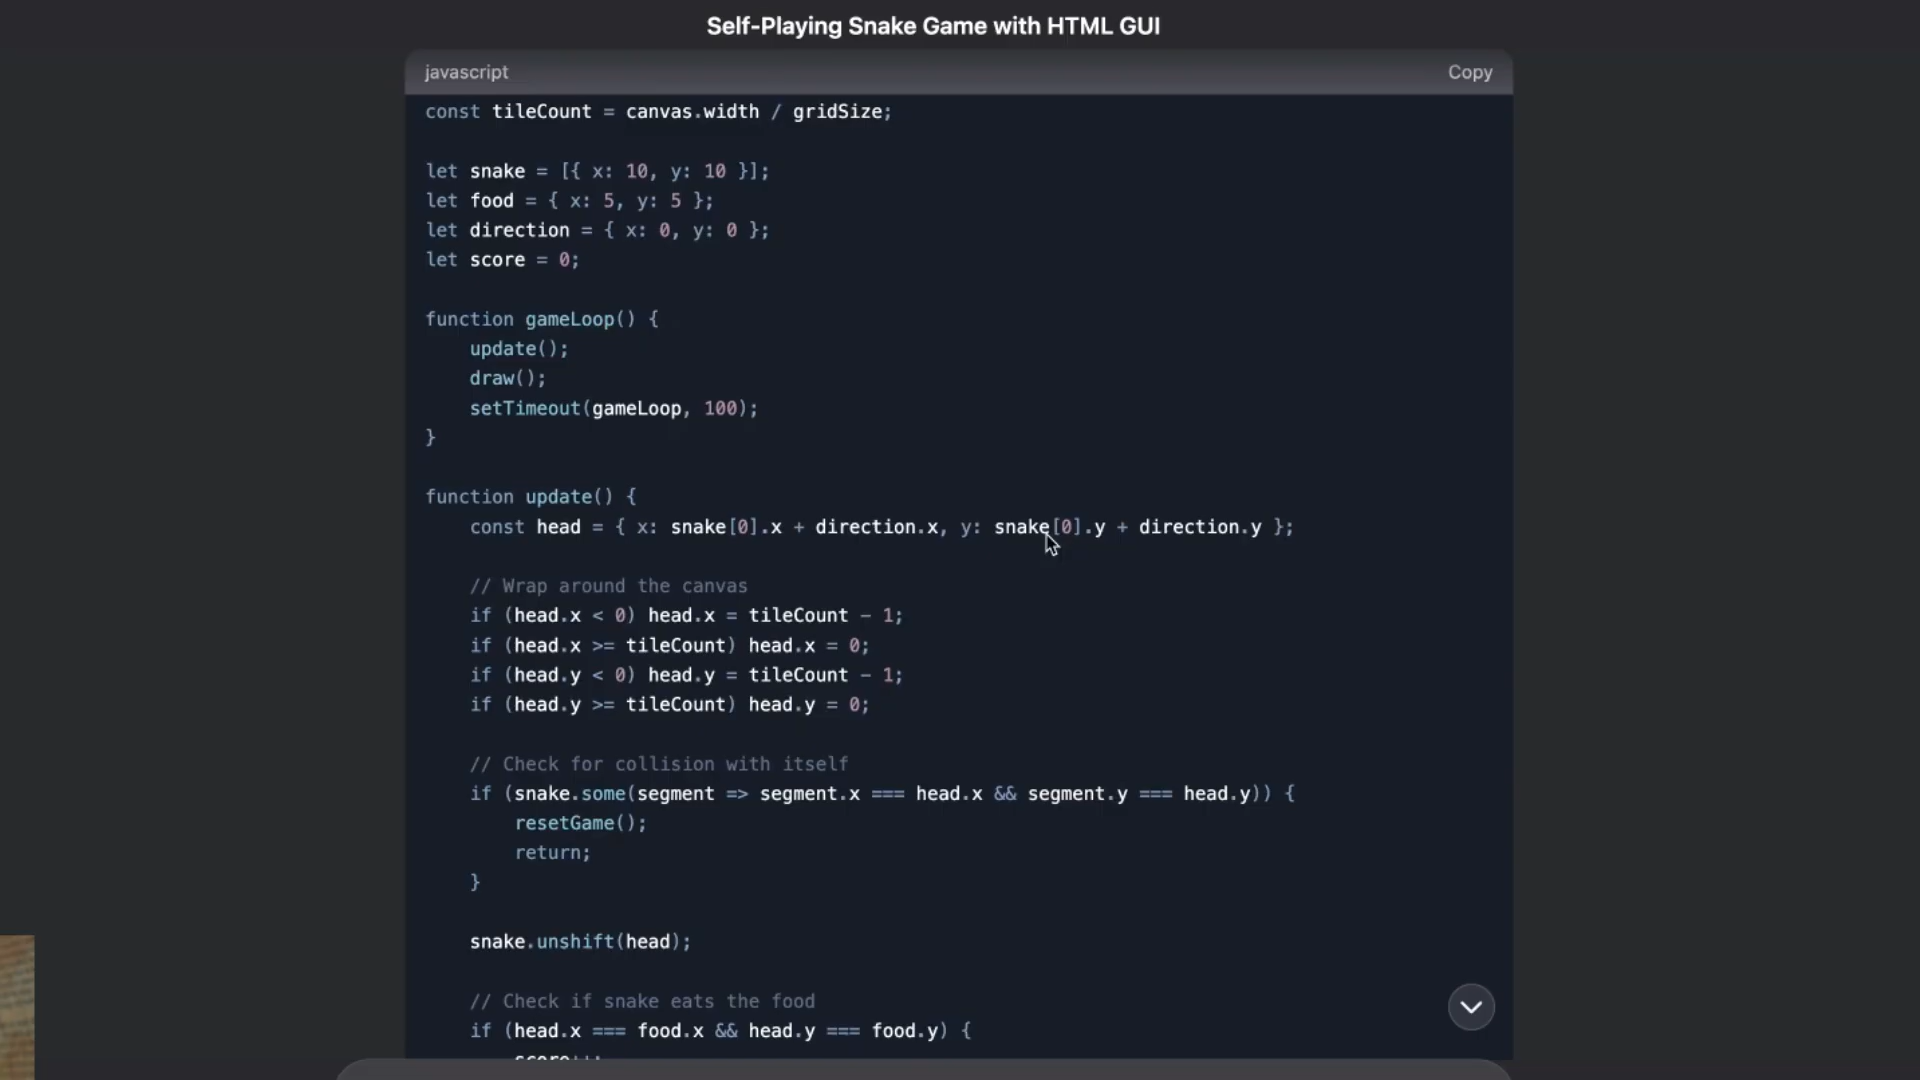 Self-Playing Snake Game with HTML GUI
javascript
Copy
const tileCount = canvas.width / gridSize;
let snake = [{ x: 10, y: 10 }];
let food = { x: 5, y: 5 };
let direction = { x: 0, y: 0 };
let score = 0;
function gameLoop() {
    update();
    draw();
    setTimeout(gameLoop, 100);
}
function update() {
    const head = { x: snake[0].x + direction.x, y: snake[0].y + direction.y };
    // Wrap around the canvas
    if (head.x < 0) head.x = tileCount - 1;
    if (head.x >= tileCount) head.x = 0;
    if (head.y < 0) head.y = tileCount - 1;
    if (head.y >= tileCount) head.y = 0;
    // Check for collision with itself
    if (snake.some(segment => segment.x === head.x && segment.y === head.y)) {
        resetGame();
        return;
    }
    snake.unshift(head);
    // Check if snake eats the food
    if (head.x === food.x && head.y === food.y) {